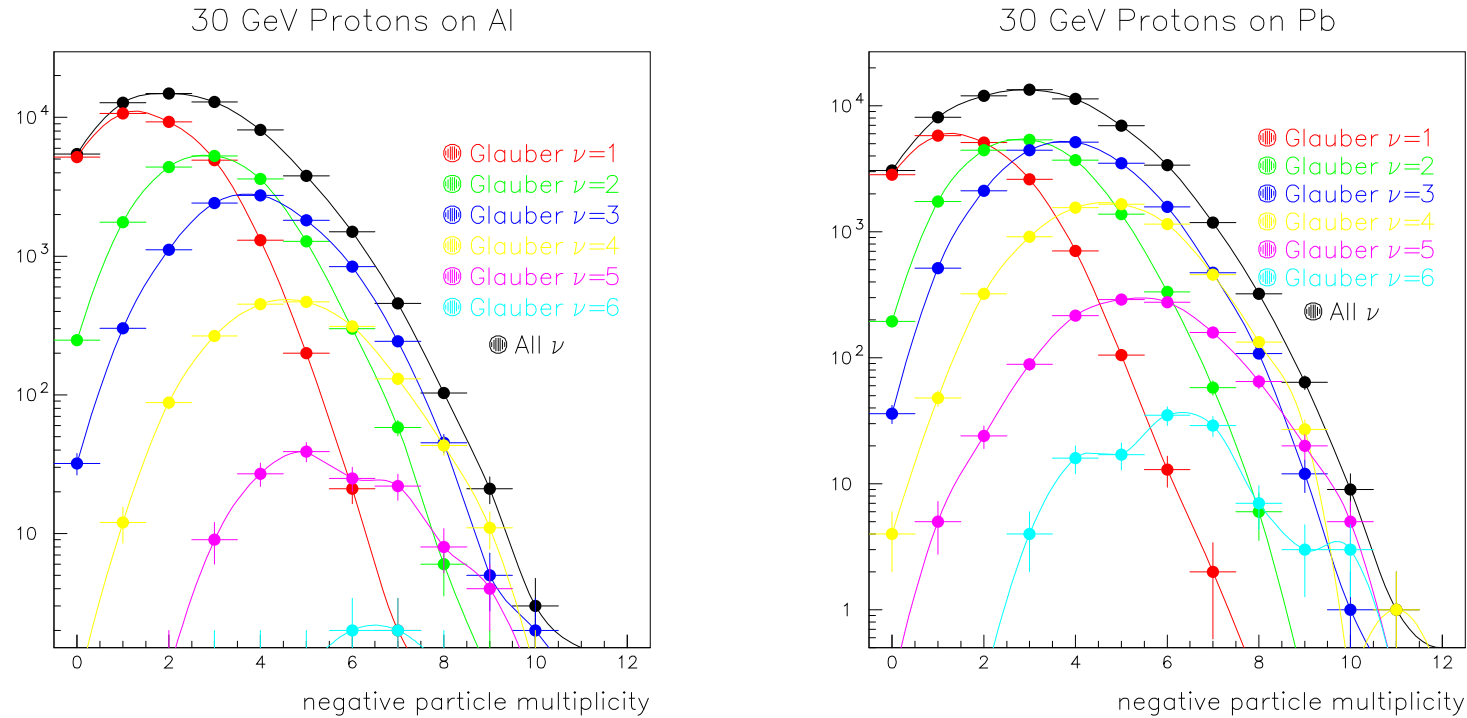 30 GeV Protons on Al
10⁴
10³
10²
10
Glauber ν=1
Glauber ν=2
Glauber ν=3
Glauber ν=4
Glauber ν=5
Glauber ν=6
All ν
0 2 4 6 8 10 12
negative particle multiplicity
30 GeV Protons on Pb
10⁴
10³
10²
10
1
Glauber ν=1
Glauber ν=2
Glauber ν=3
Glauber ν=4
Glauber ν=5
Glauber ν=6
All ν
0 2 4 6 8 10 12
negative particle multiplicity